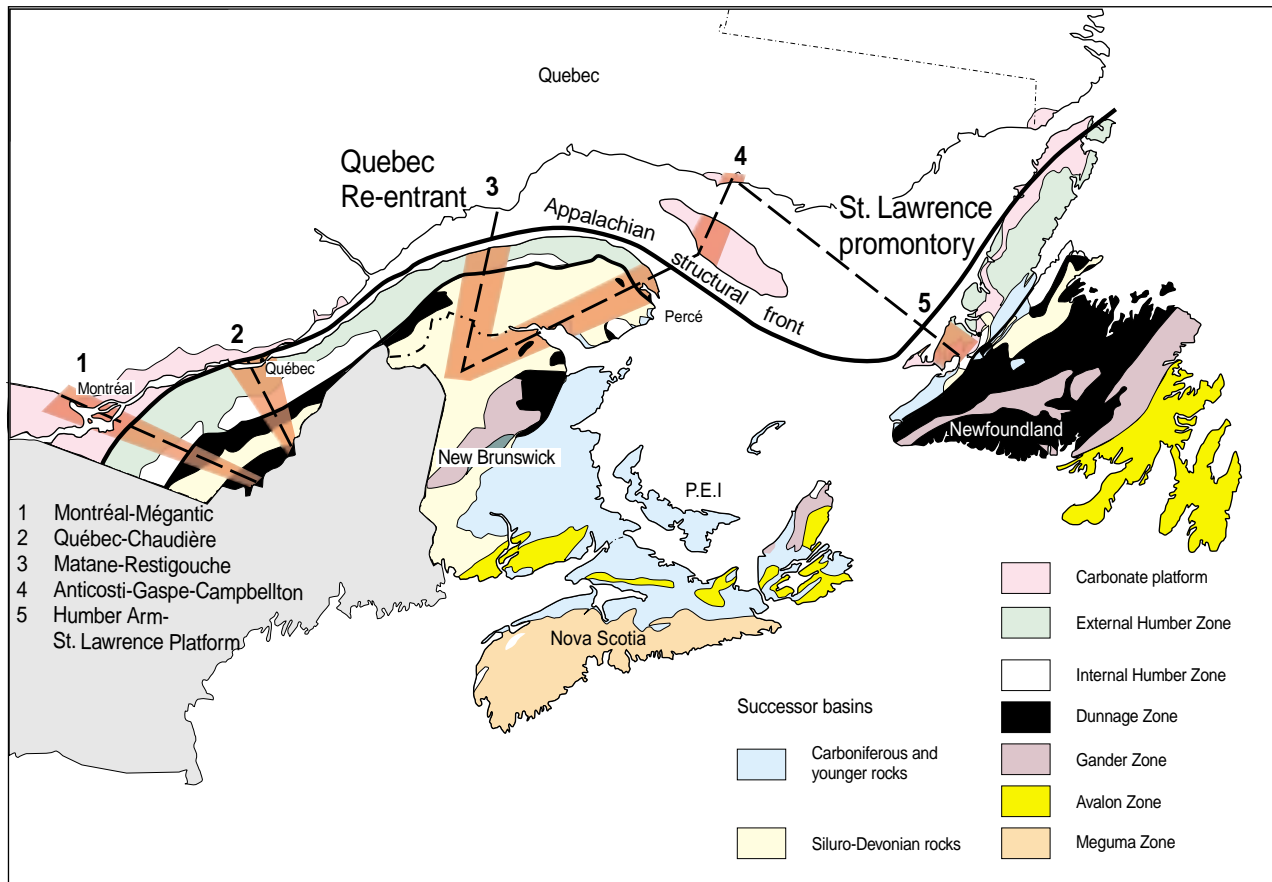 Quebec
Quebec
Re-entrant
3
4
Appalachian
structural
front
St. Lawrence
promontory
5
2
1
Montréal
Québec
Percé
New Brunswick
P.E.I
Newfoundland
Nova Scotia
1 Montréal-Mégantic
2 Québec-Chaudière
3 Matane-Restigouche
4 Anticosti-Gaspe-Campbellton
5 Humber Arm-
St. Lawrence Platform
Successor basins
Carboniferous and
younger rocks
Siluro-Devonian rocks
Carbonate platform
External Humber Zone
Internal Humber Zone
Dunnage Zone
Gander Zone
Avalon Zone
Meguma Zone